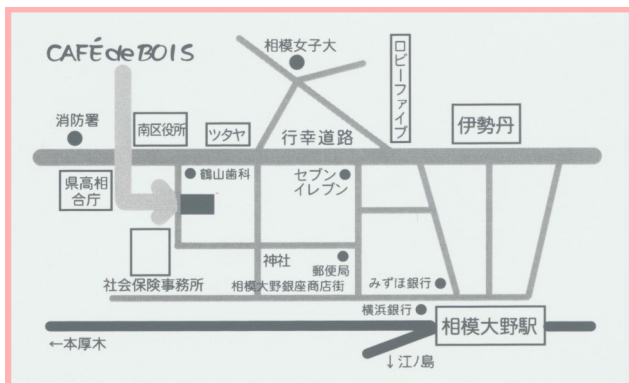 CAFÉ de BOIS
相模女子大
ロビーファイブ
消防署
南区役所
ツタヤ
行幸道路
伊勢丹
県高相
合庁
鶴山歯科
セブン
イレブン
神社
郵便局
社会保険事務所
相模大野銀座商店街
みずほ銀行
横浜銀行
相模大野駅
←本厚木
↓江ノ島